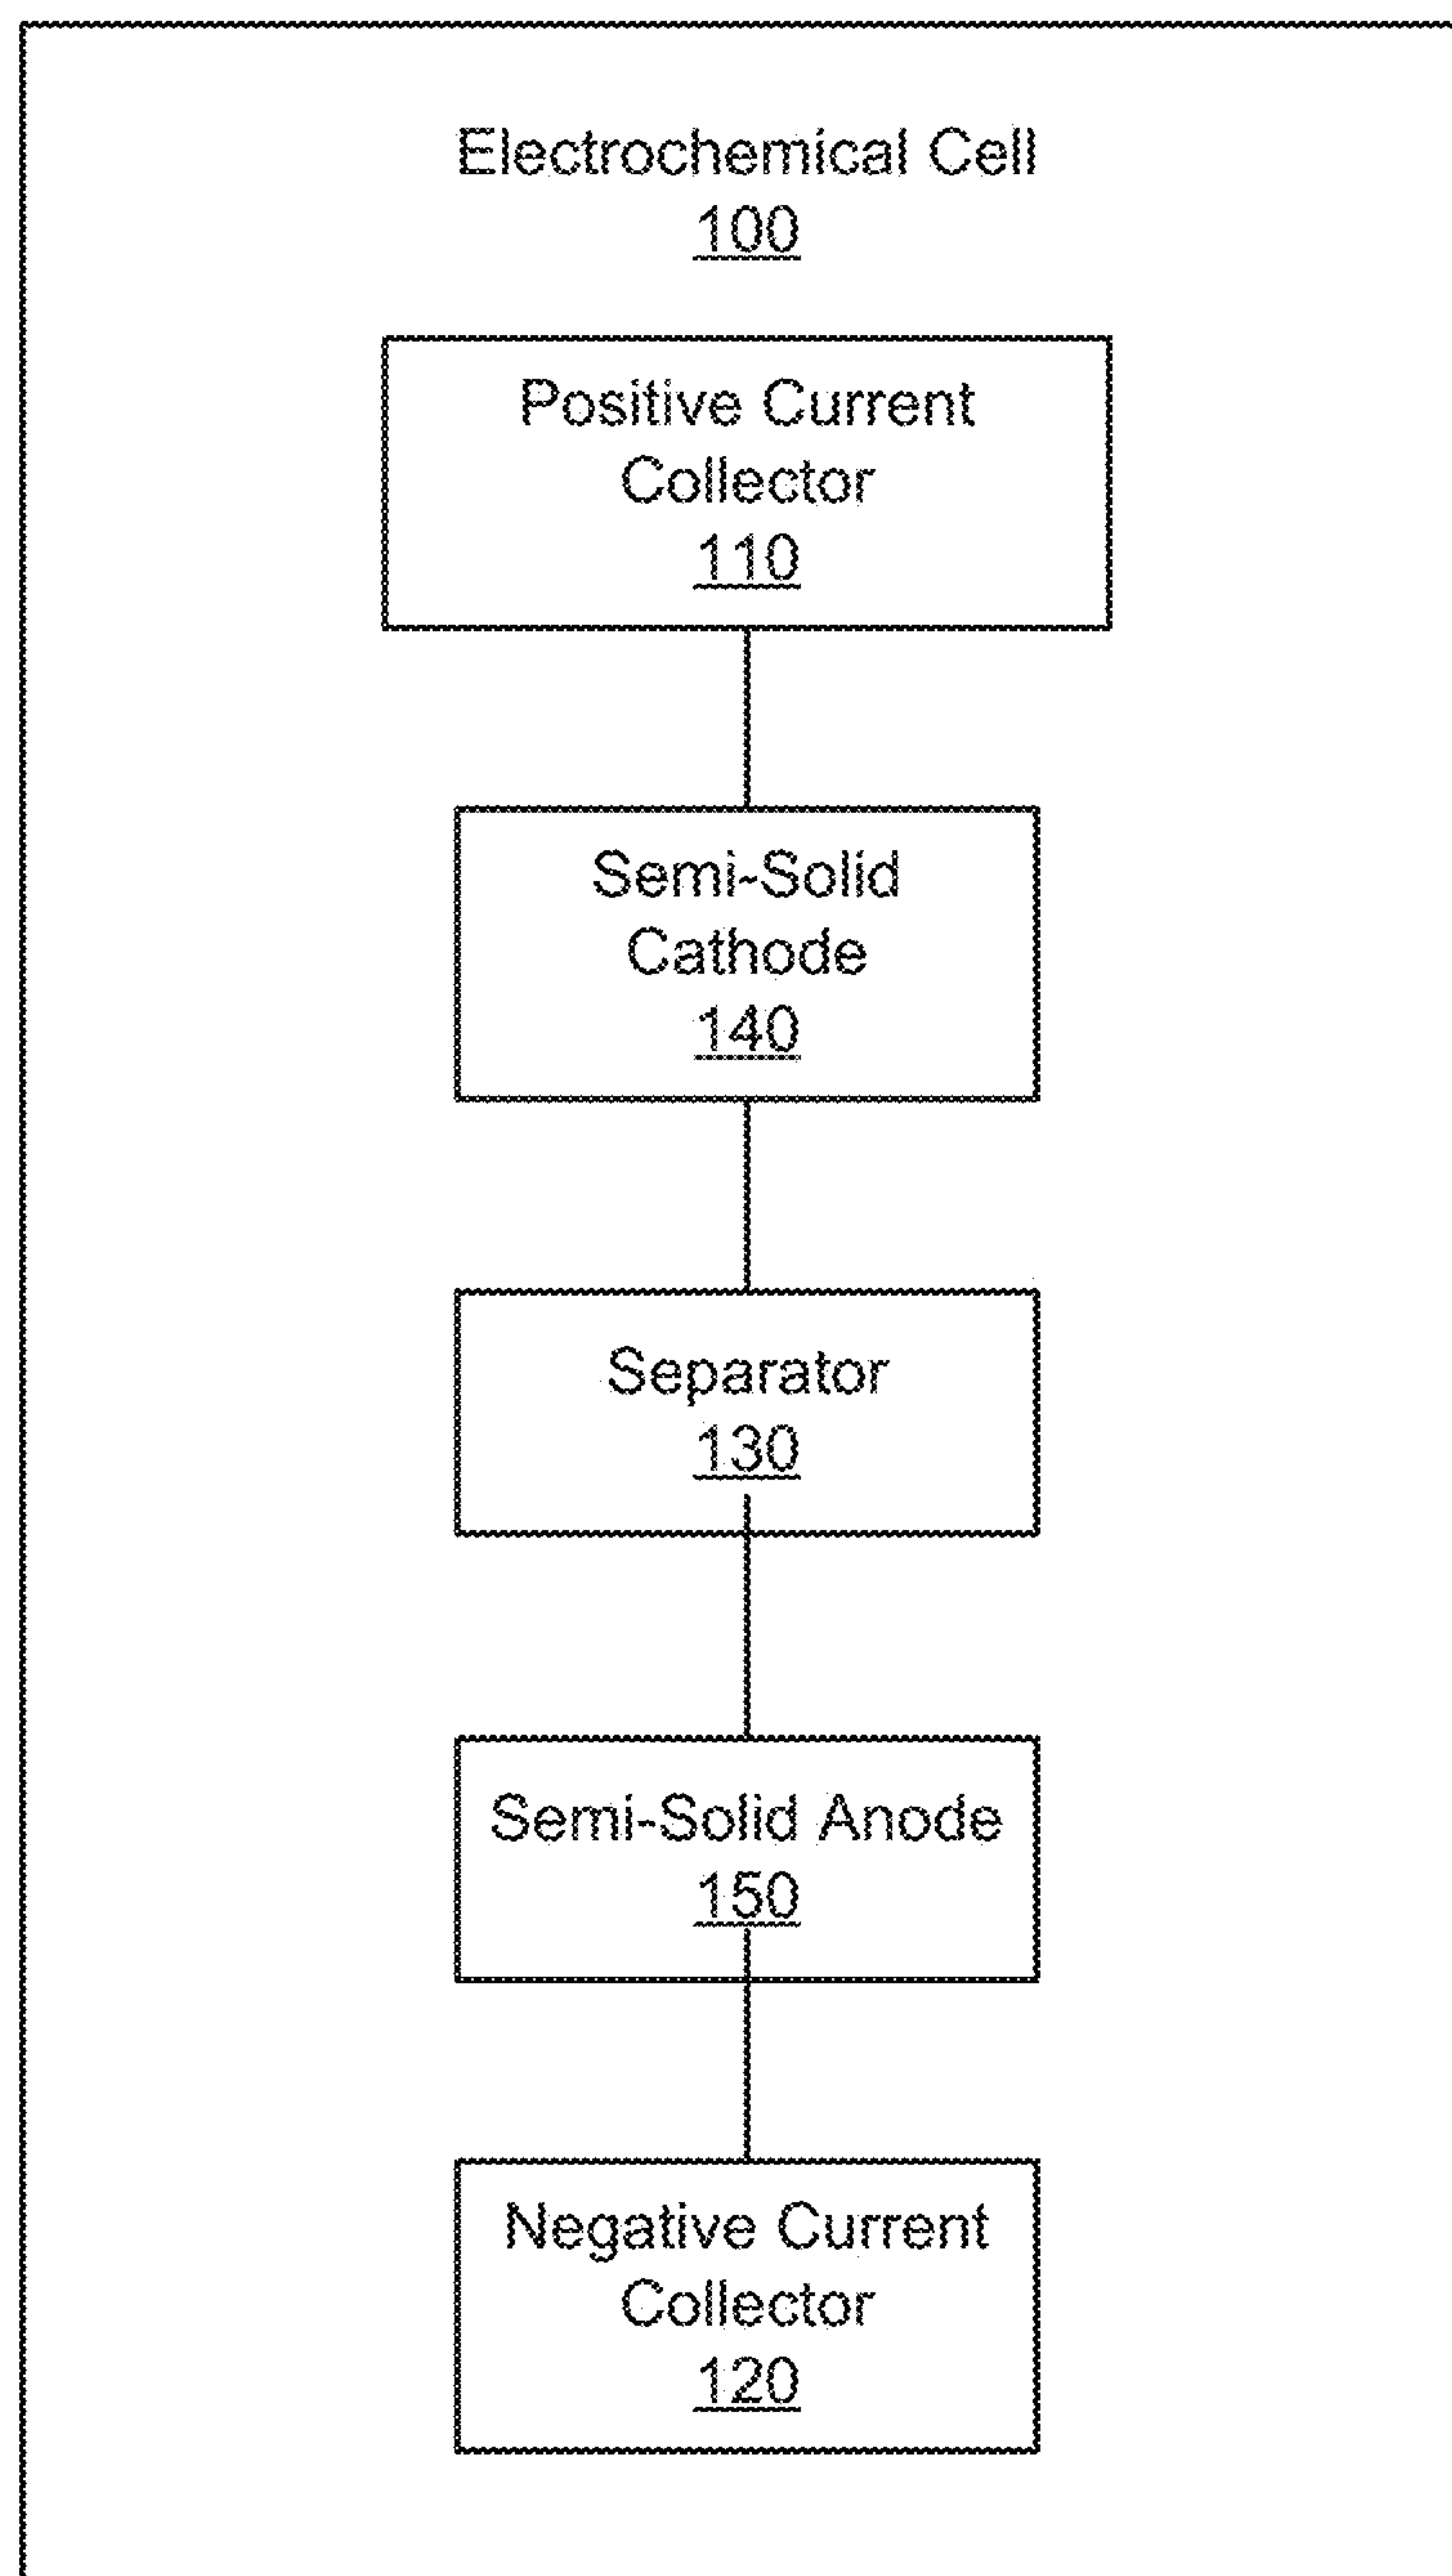 Electrochemical Cell
100
Positive Current
Collector
110
Semi-Solid
Cathode
140
Separator
130
Semi-Solid Anode
150
Negative Current
Collector
120